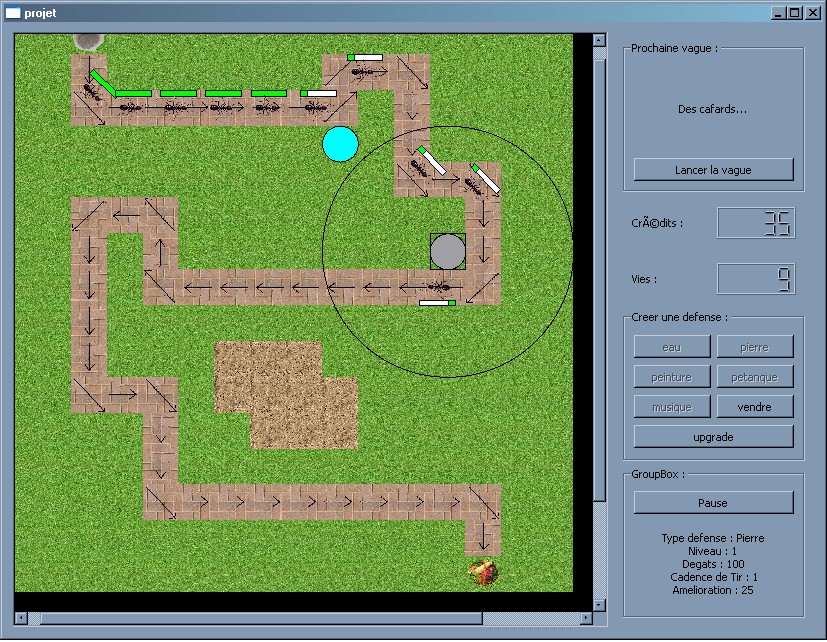 projet
Prochaine vague :
Des cafards...
Lancer la vague
CrÃ©dits :
35
Vies :
9
Creer une defense :
eau
pierre
peinture
petanque
musique
vendre
upgrade
GroupBox :
Pause
Type defense : Pierre
Niveau : 1
Degats : 100
Cadence de Tir : 1
Amelioration : 25